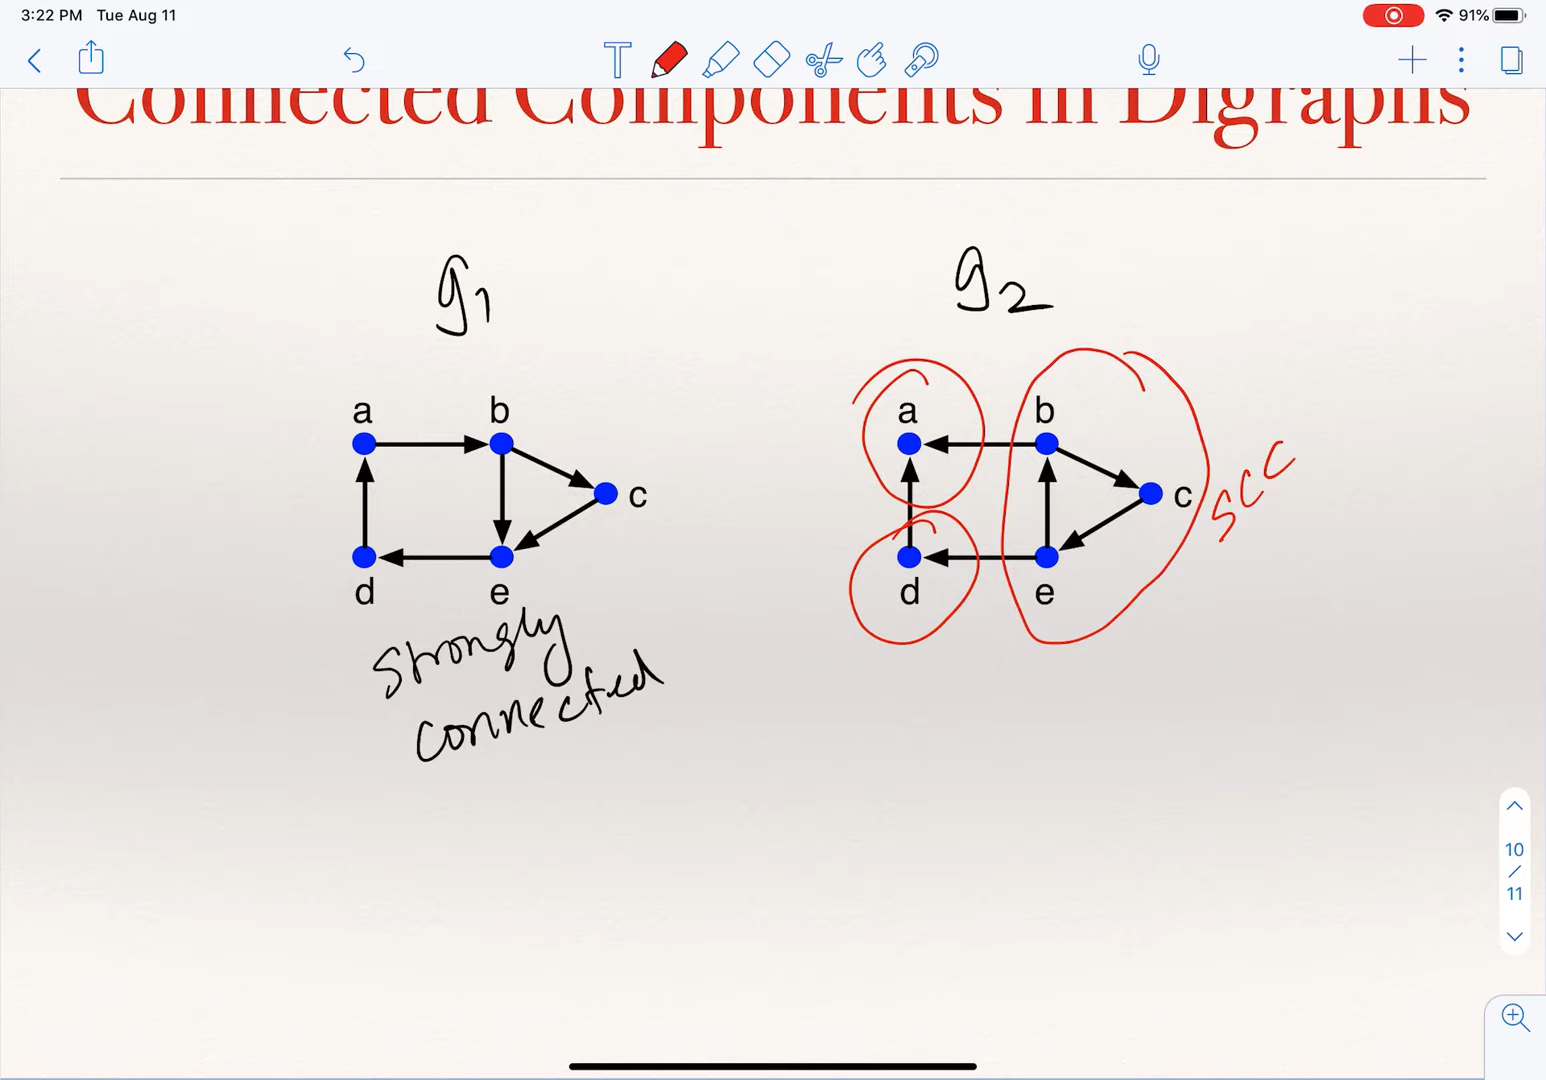 3:22 PM Tue Aug 11
91%
Connected Components in Digraphs
g1
g2
a b
a b
c
c
scc
d e
d e
strongly
connected
10
/
11